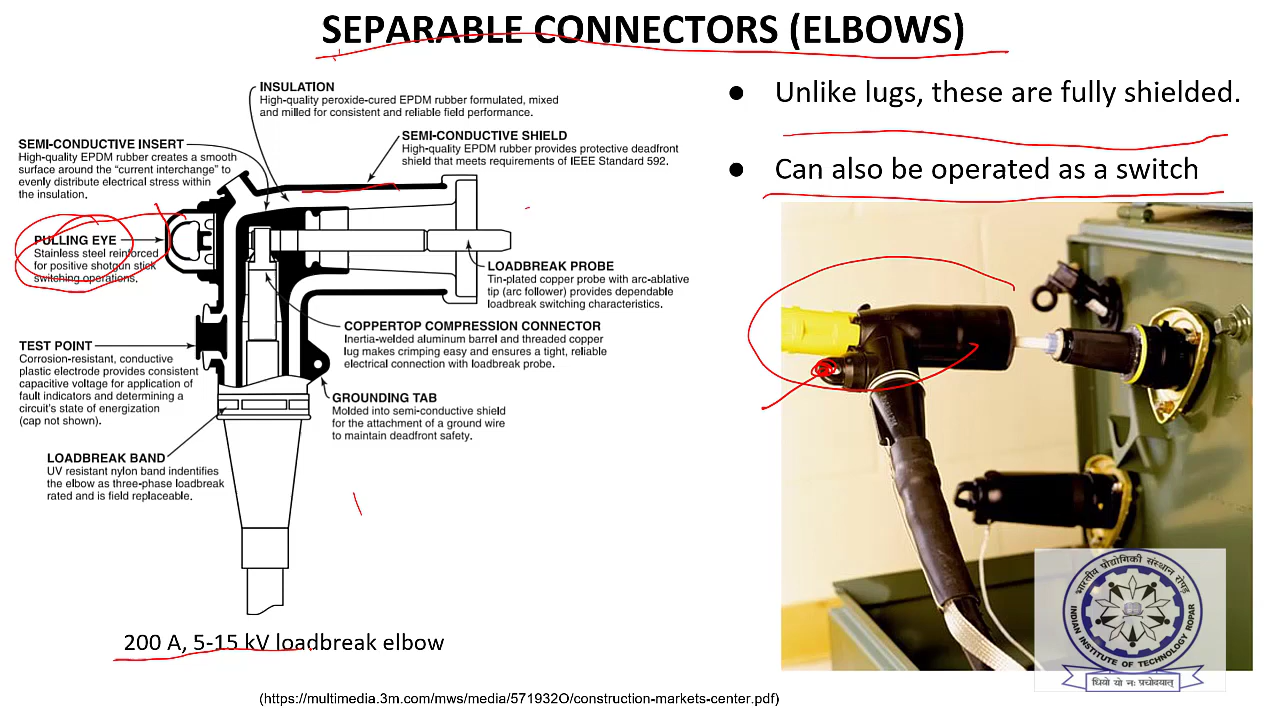 SEPARABLE CONNECTORS (ELBOWS)
INSULATION
High-quality peroxide-cured EPDM rubber formulated, mixed
and milled for consistent and reliable field performance.
SEMI-CONDUCTIVE SHIELD
High-quality EPDM rubber provides protective deadfront
shield that meets requirements of IEEE Standard 592.
SEMI-CONDUCTIVE INSERT
High-quality EPDM rubber creates a smooth
surface around the “current interchange” to
evenly distribute electrical stress within
the insulation.
PULLING EYE
Stainless steel reinforced
for positive shotgun stick
switching operations.
LOADBREAK PROBE
Tin-plated copper probe with arc-ablative
tip (arc follower) provides dependable
loadbreak switching characteristics.
COPPERTOP COMPRESSION CONNECTOR
Inertia-welded aluminum barrel and threaded copper
lug makes crimping easy and ensures a tight, reliable
electrical connection with loadbreak probe.
TEST POINT
Corrosion-resistant, conductive
plastic electrode provides consistent
capacitive voltage for application of
fault indicators and determining a
circuit's state of energization
(cap not shown).
GROUNDING TAB
Molded into semi-conductive shield
for the attachment of a ground wire
to maintain deadfront safety.
LOADBREAK BAND
UV resistant nylon band indentifies
the elbow as three-phase loadbreak
rated and is field replaceable.
200 A, 5-15 kV loadbreak elbow
● Unlike lugs, these are fully shielded.
● Can also be operated as a switch
भारतीय प्रौद्योगिकी संस्थान रोपड़
INDIAN INSTITUTE OF TECHNOLOGY ROPAR
धियो यो नः प्रचोदयात्
(https://multimedia.3m.com/mws/media/571932O/construction-markets-center.pdf)